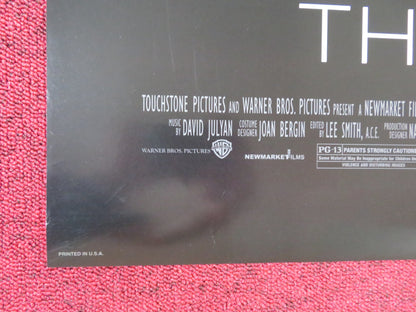 TH
TOUCHSTONE PICTURES AND WARNER BROS. PICTURES PRESENT A NEWMARKET FI
MUSIC BY DAVID JULYAN COSTUME DESIGNER JOAN BERGIN EDITED BY LEE SMITH, A.C.E. PRODUCTION DESIGNER NA
WARNER BROS. PICTURES WB NEWMARKET FILMS
PG-13 PARENTS STRONGLY CAUTIONED
Some Material May Be Inappropriate for Children
VIOLENCE AND DISTURBING IMAGES
PRINTED IN U.S.A.